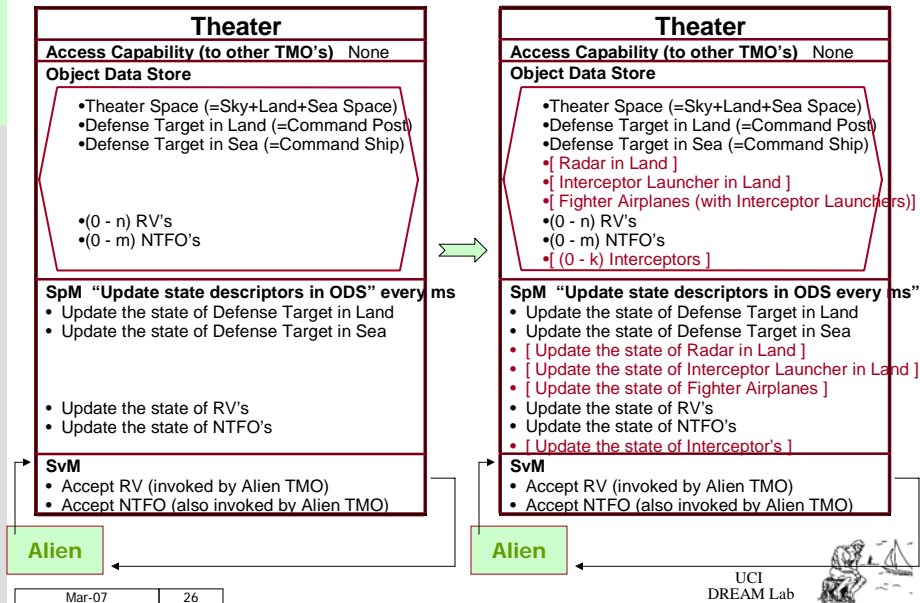 Theater
Access Capability (to other TMO's) None
Object Data Store
•Theater Space (=Sky+Land+Sea Space)
•Defense Target in Land (=Command Post)
•Defense Target in Sea (=Command Ship)
•(0 - n) RV's
•(0 - m) NTFO's
SpM “Update state descriptors in ODS” every ms
• Update the state of Defense Target in Land
• Update the state of Defense Target in Sea
• Update the state of RV's
• Update the state of NTFO's
SvM
• Accept RV (invoked by Alien TMO)
• Accept NTFO (also invoked by Alien TMO)
Alien
Theater
Access Capability (to other TMO's) None
Object Data Store
•Theater Space (=Sky+Land+Sea Space)
•Defense Target in Land (=Command Post)
•Defense Target in Sea (=Command Ship)
•[ Radar in Land ]
•[ Interceptor Launcher in Land ]
•[ Fighter Airplanes (with Interceptor Launchers)]
•(0 - n) RV's
•(0 - m) NTFO's
•[ (0 - k) Interceptors ]
SpM “Update state descriptors in ODS every ms”
• Update the state of Defense Target in Land
• Update the state of Defense Target in Sea
• [ Update the state of Radar in Land ]
• [ Update the state of Interceptor Launcher in Land ]
• [ Update the state of Fighter Airplanes ]
• Update the state of RV's
• Update the state of NTFO's
• [ Update the state of Interceptor's ]
SvM
• Accept RV (invoked by Alien TMO)
• Accept NTFO (also invoked by Alien TMO)
Alien
Mar-07 26
UCI
DREAM Lab